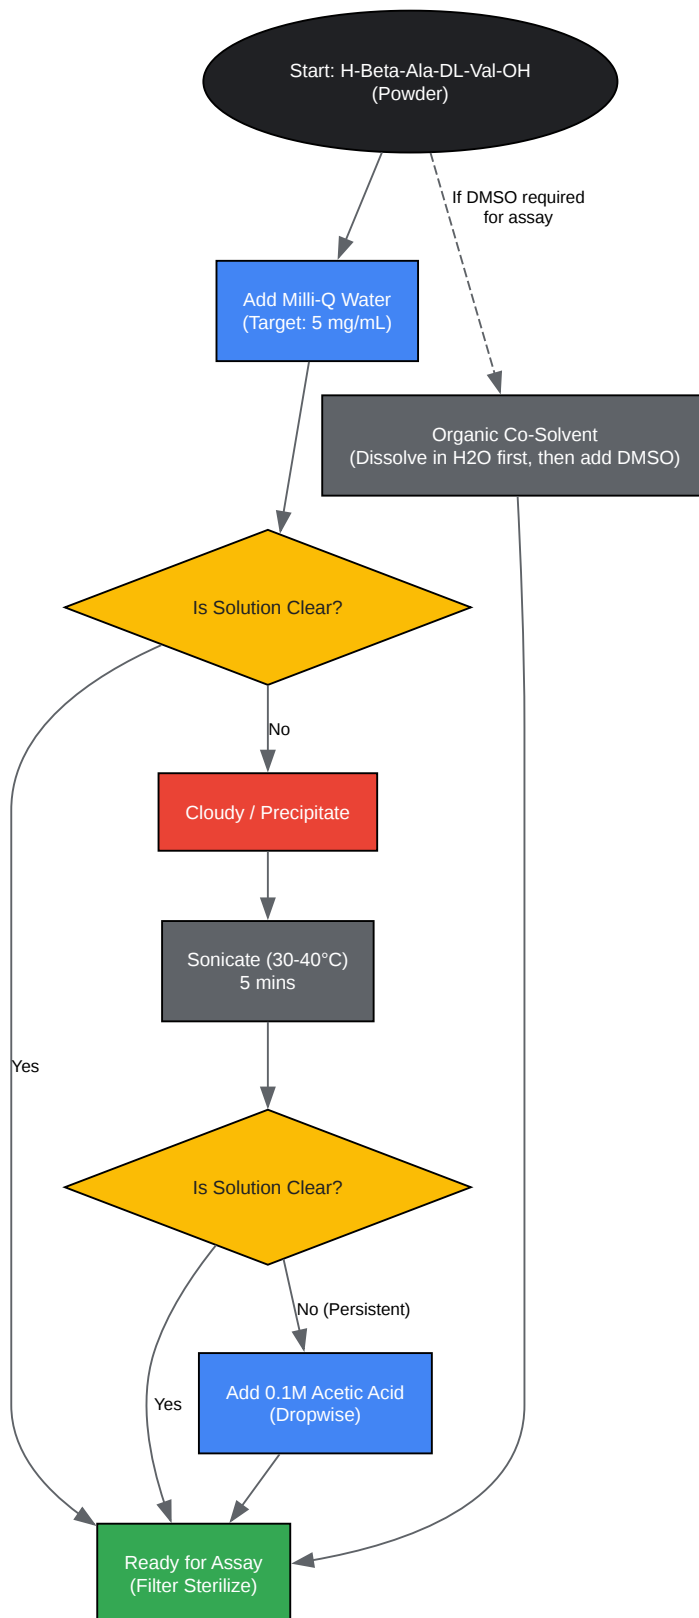 Start: H-Beta-Ala-DL-Val-OH
(Powder)
If DMSO required
for assay
Add Milli-Q Water
(Target: 5 mg/mL)
Organic Co-Solvent
(Dissolve in H2O first, then add DMSO)
Is Solution Clear?
No
Cloudy / Precipitate
Sonicate (30-40°C)
5 mins
Yes
Is Solution Clear?
No (Persistent)
Add 0.1M Acetic Acid
(Dropwise)
Yes
Ready for Assay
(Filter Sterilize)